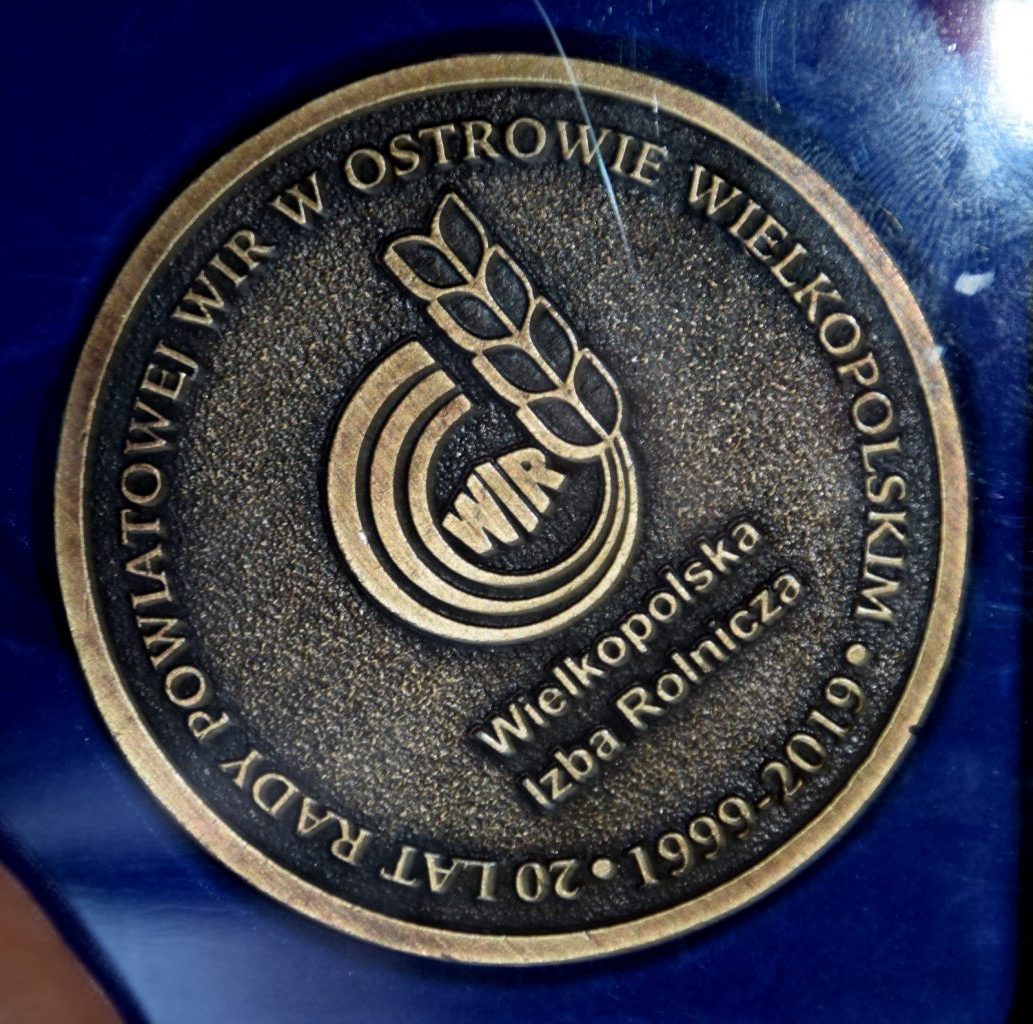 20 LAT RADY POWIATOWEJ WIR W OSTROWIE WIELKOPOLSKIM • 1999-2019 •
WIR
Wielkopolska
Izba Rolnicza